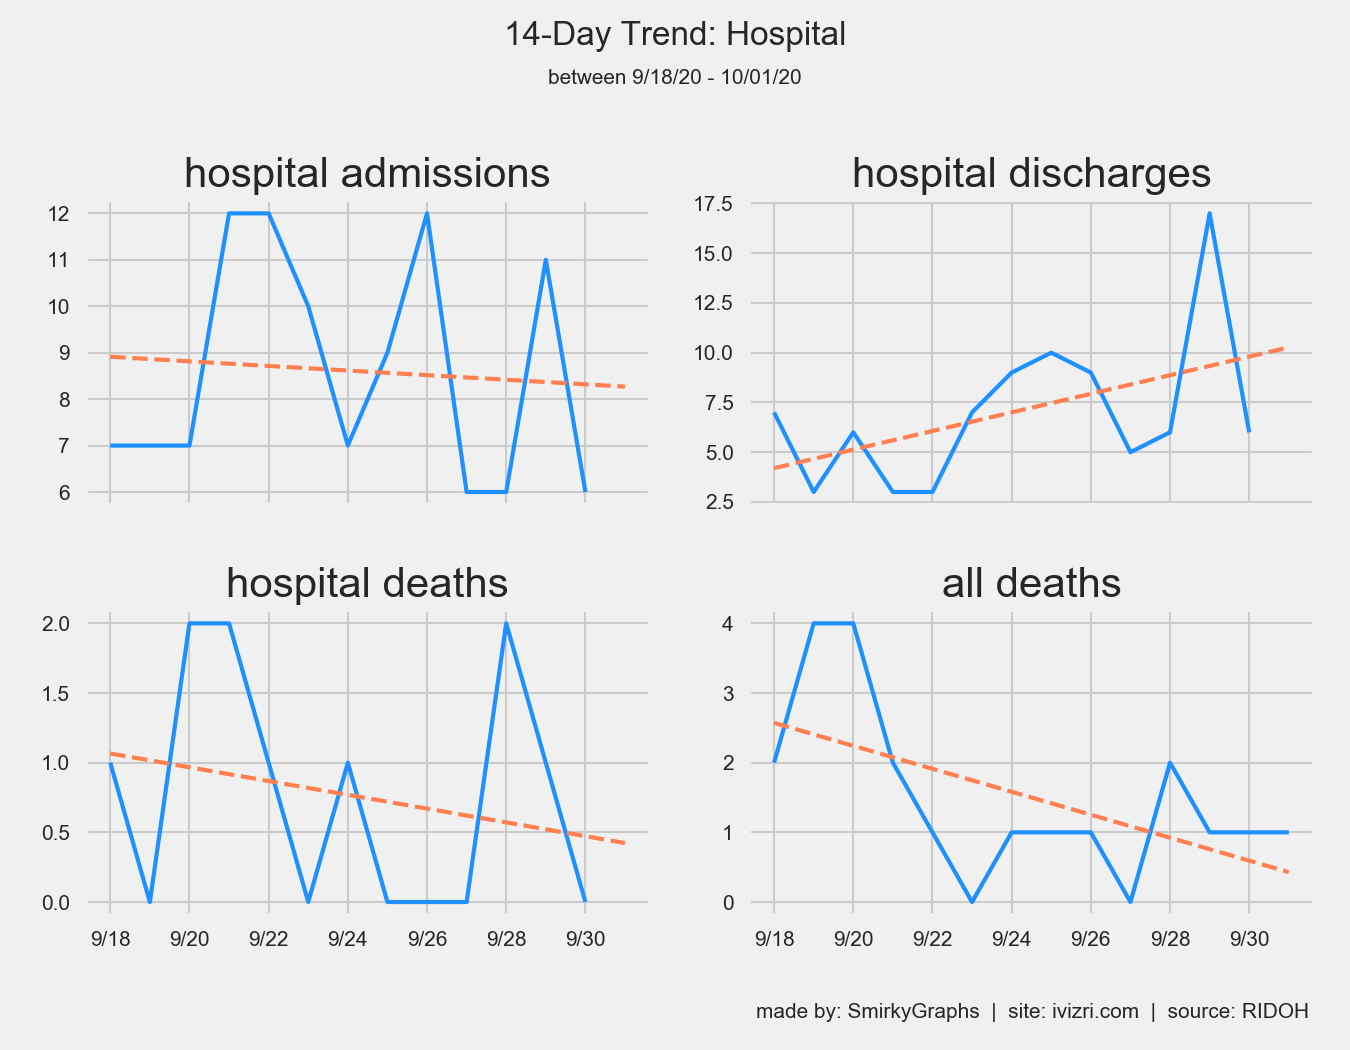 14-Day Trend: Hospital
between 9/18/20 - 10/01/20
hospital admissions
12
11
10
9
8
7
6
hospital discharges
17.5
15.0
12.5
10.0
7.5
5.0
2.5
hospital deaths
2.0
1.5
1.0
0.5
0.0
9/18 9/20 9/22 9/24 9/26 9/28 9/30
all deaths
4
3
2
1
0
9/18 9/20 9/22 9/24 9/26 9/28 9/30
made by: SmirkyGraphs | site: ivizri.com | source: RIDOH